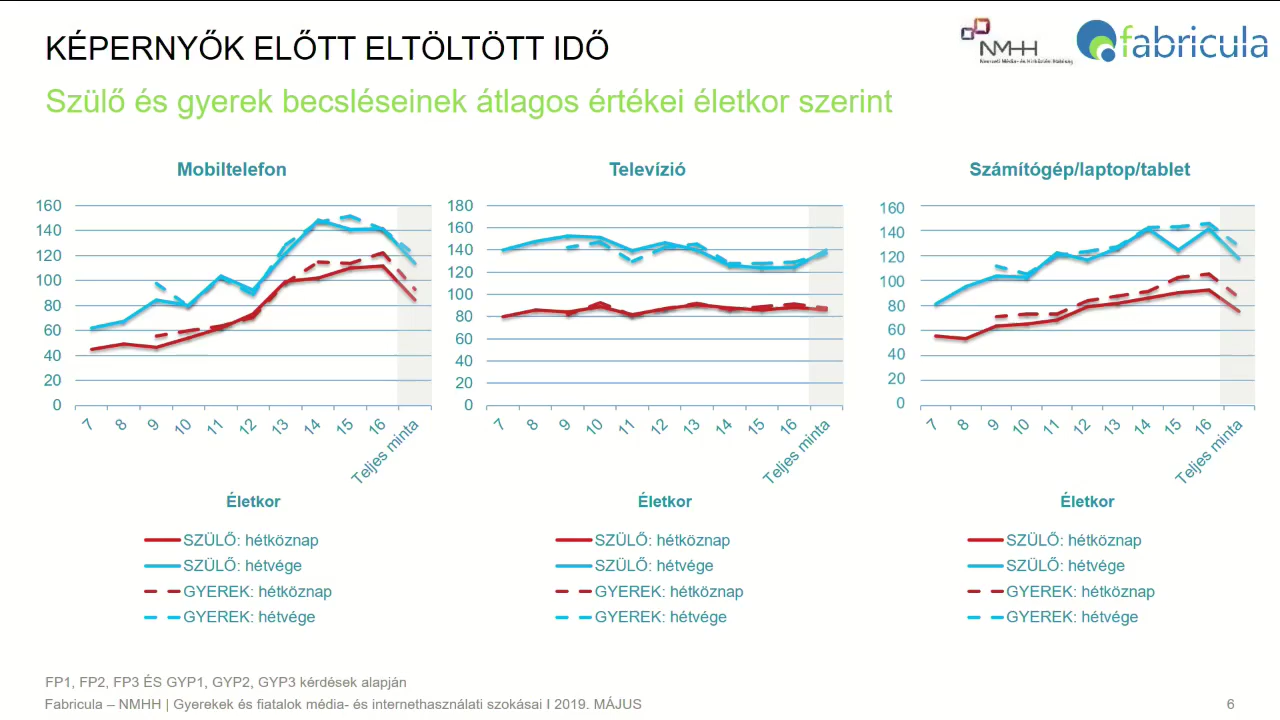 KÉPERNYŐK ELŐTT ELTÖLTÖTT IDŐ
NMHH
Nemzeti Média- és Hírközlési Hatóság
fabricula
Szülő és gyerek becsléseinek átlagos értékei életkor szerint
Mobiltelefon
160
140
120
100
80
60
40
20
0
7 8 9 10 11 12 13 14 15 16 Teljes minta
Életkor
SZÜLŐ: hétköznap
SZÜLŐ: hétvége
GYEREK: hétköznap
GYEREK: hétvége
Televízió
180
160
140
120
100
80
60
40
20
0
7 8 9 10 11 12 13 14 15 16 Teljes minta
Életkor
SZÜLŐ: hétköznap
SZÜLŐ: hétvége
GYEREK: hétköznap
GYEREK: hétvége
Számítógép/laptop/tablet
160
140
120
100
80
60
40
20
0
7 8 9 10 11 12 13 14 15 16 Teljes minta
Életkor
SZÜLŐ: hétköznap
SZÜLŐ: hétvége
GYEREK: hétköznap
GYEREK: hétvége
FP1, FP2, FP3 ÉS GYP1, GYP2, GYP3 kérdések alapján
Fabricula – NMHH | Gyerekek és fiatalok média- és internethasználati szokásai I 2019. MÁJUS
6